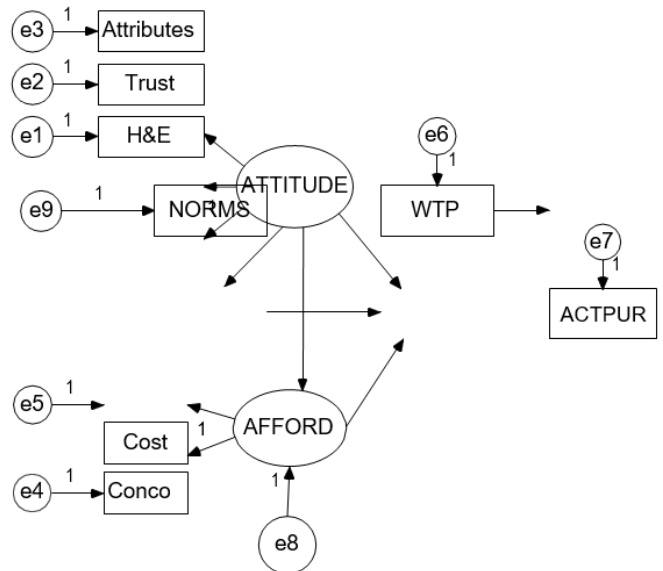 e3
1
Attributes
e2
1
Trust
e1
1
H&E
ATTITUDE
1
e9
1
NORMS
e6
1
WTP
e7
1
ACTPUR
e5
1
Cost
1
AFFORD
e4
1
Conco
1
e8